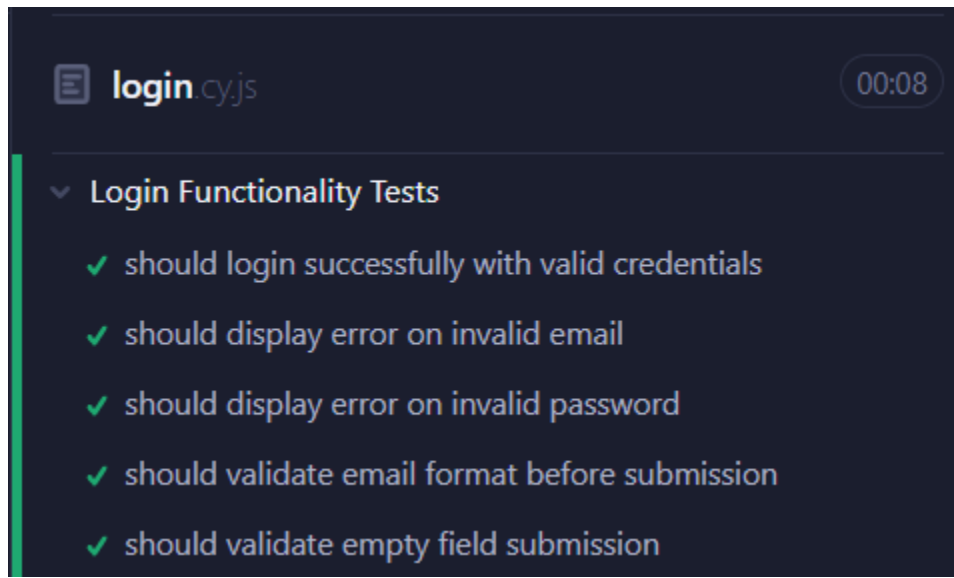 login.cy.js 00:08
Login Functionality Tests
should login successfully with valid credentials
should display error on invalid email
should display error on invalid password
should validate email format before submission
should validate empty field submission